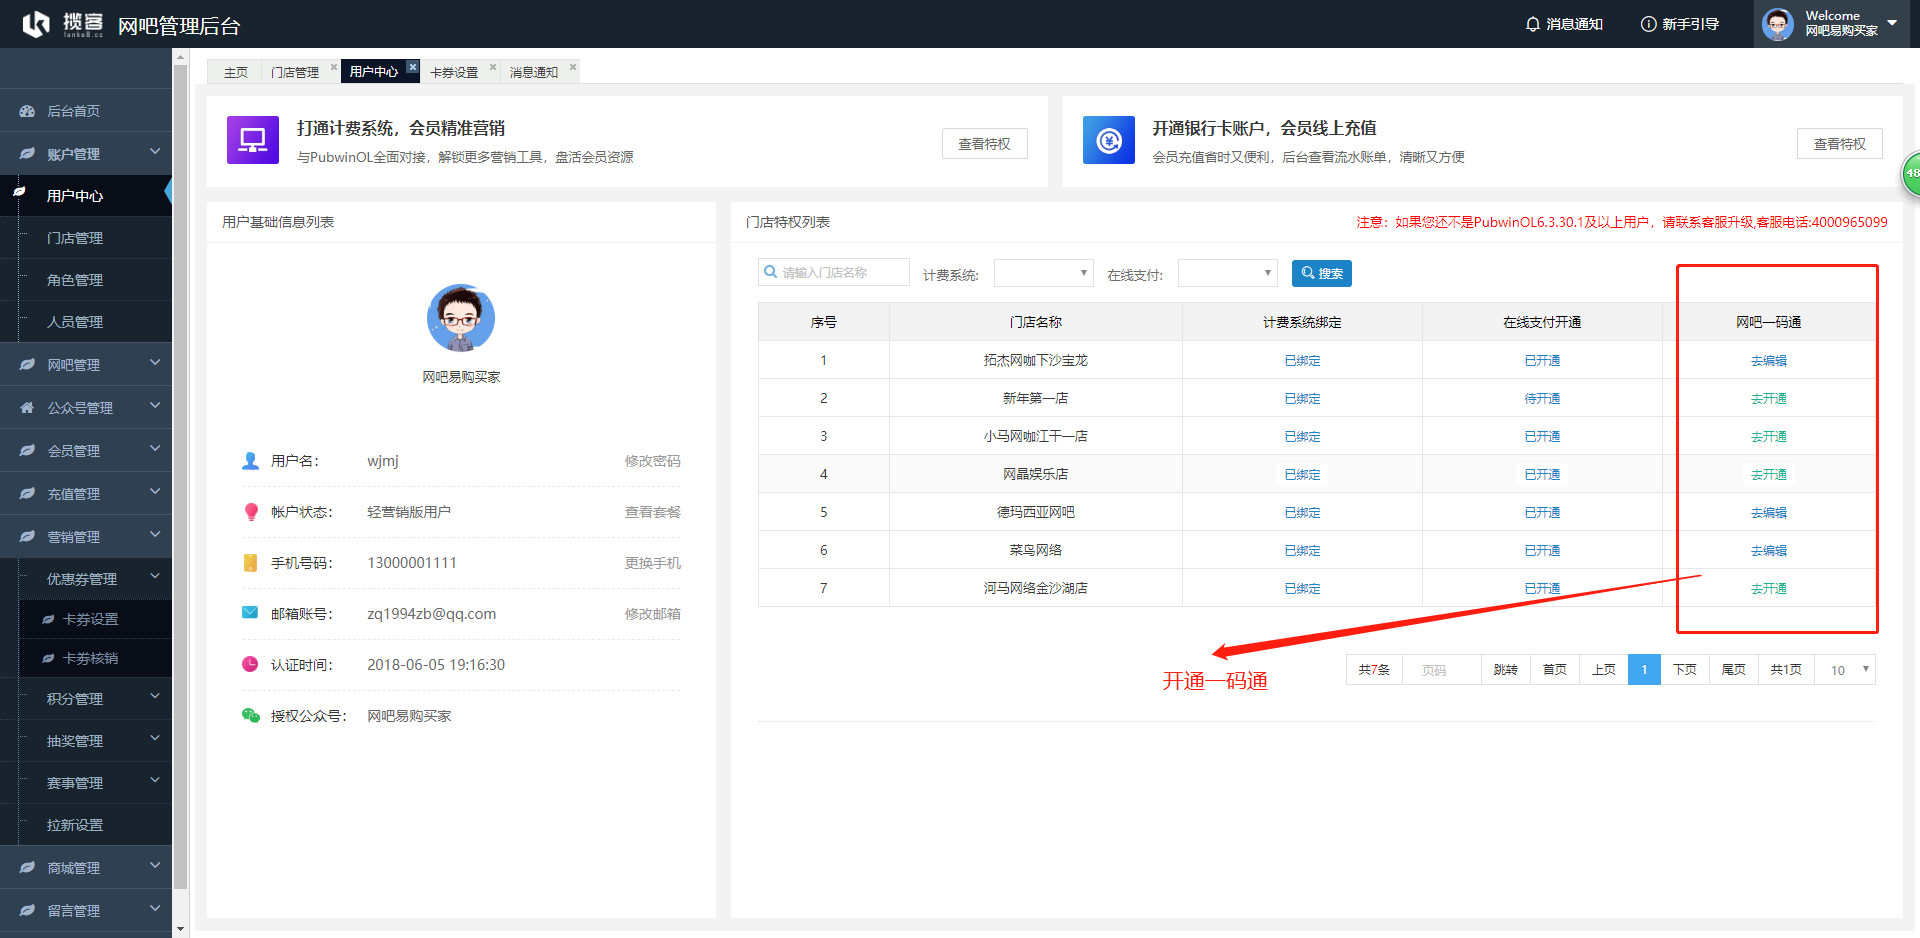 揽客 网吧管理后台
lanke8.cc
消息通知
新手引导
Welcome
网吧易购买家
后台首页
账户管理
用户中心
门店管理
角色管理
人员管理
网吧管理
公众号管理
会员管理
充值管理
营销管理
优惠券管理
卡券设置
卡券核销
积分管理
抽奖管理
赛事管理
拉新设置
商城管理
留言管理
主页 门店管理 用户中心 卡券设置 消息通知
打通计费系统，会员精准营销
与PubwinOL全面对接，解锁更多营销工具，盘活会员资源
查看特权
开通银行卡账户，会员线上充值
会员充值省时又便利，后台查看流水账单，清晰又方便
查看特权
48
用户基础信息列表
网吧易购买家
用户名： wjmj 修改密码
帐户状态： 轻营销版用户 查看套餐
手机号码： 13000001111 更换手机
邮箱账号： zq1994zb@qq.com 修改邮箱
认证时间： 2018-06-05 19:16:30
授权公众号： 网吧易购买家
门店特权列表
注意：如果您还不是PubwinOL6.3.30.1及以上用户，请联系客服升级,客服电话:4000965099
请输入门店名称 计费系统: 在线支付: 搜索
序号 门店名称 计费系统绑定 在线支付开通 网吧一码通
1 拓杰网咖下沙宝龙 已绑定 已开通 去编辑
2 新年第一店 已绑定 待开通 去开通
3 小马网咖江干一店 已绑定 已开通 去开通
4 网晶娱乐店 已绑定 已开通 去开通
5 德玛西亚网吧 已绑定 已开通 去编辑
6 菜鸟网络 已绑定 已开通 去编辑
7 河马网络金沙湖店 已绑定 已开通 去开通
开通一码通
共7条 页码 跳转 首页 上页 1 下页 尾页 共1页 10